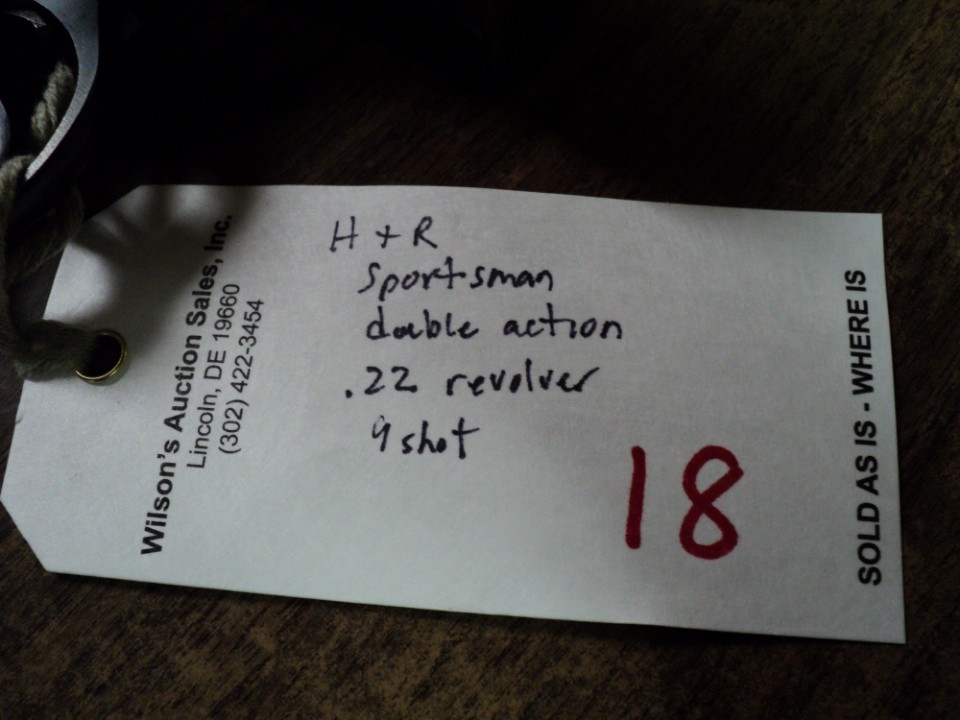 Wilson's Auction Sales, Inc.
Lincoln, DE 19660
(302) 422-3454
H + R
Sportsman
double action
.22 revolver
9 shot
18
SOLD AS IS - WHERE IS